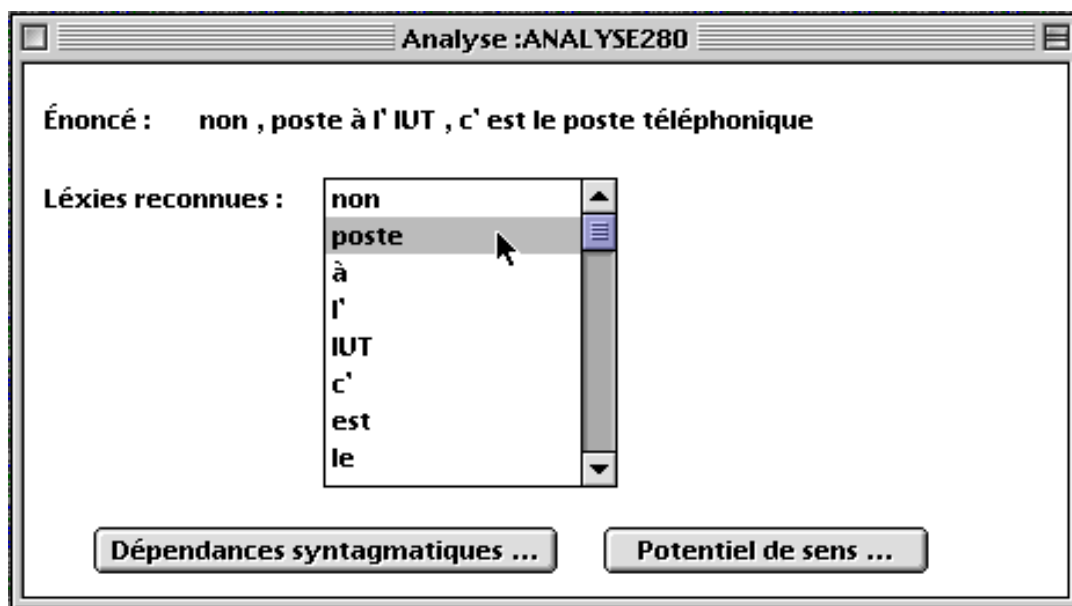 Analyse :ANALYSE280
Énoncé : non , poste à l' IUT , c' est le poste téléphonique
Léxies reconnues :
non
poste
à
l'
IUT
c'
est
le
Dépendances syntagmatiques ...
Potentiel de sens ...